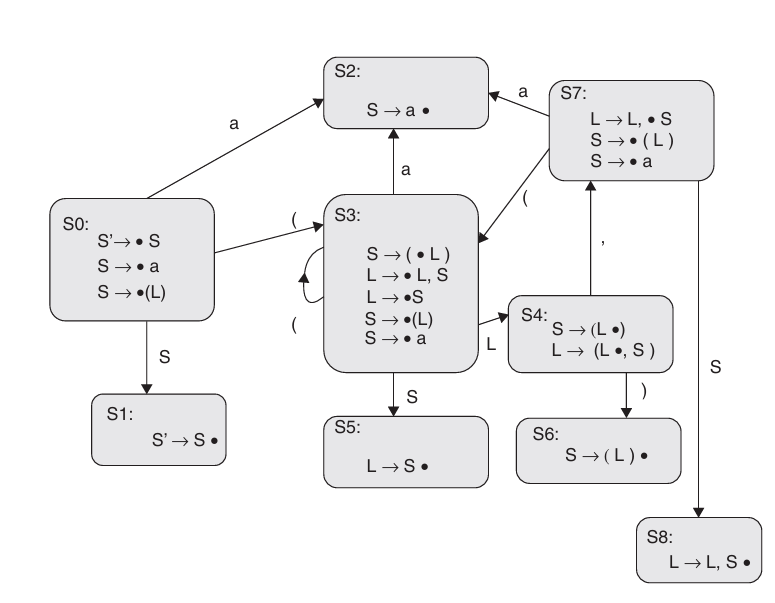 S2:
S → a •
a
S7:
L → L, • S
S → • ( L )
S → • a
a
a
(
S0:
S’→ • S
S → • a
S → •(L)
(
S3:
S → ( • L )
L → • L, S
L → •S
S → •(L)
S → • a
(
,
L
S4:
S → (L •)
L → (L •, S )
S
S
)
S
S1:
S’ → S •
S5:
L → S •
S6:
S → ( L ) •
S8:
L → L, S •